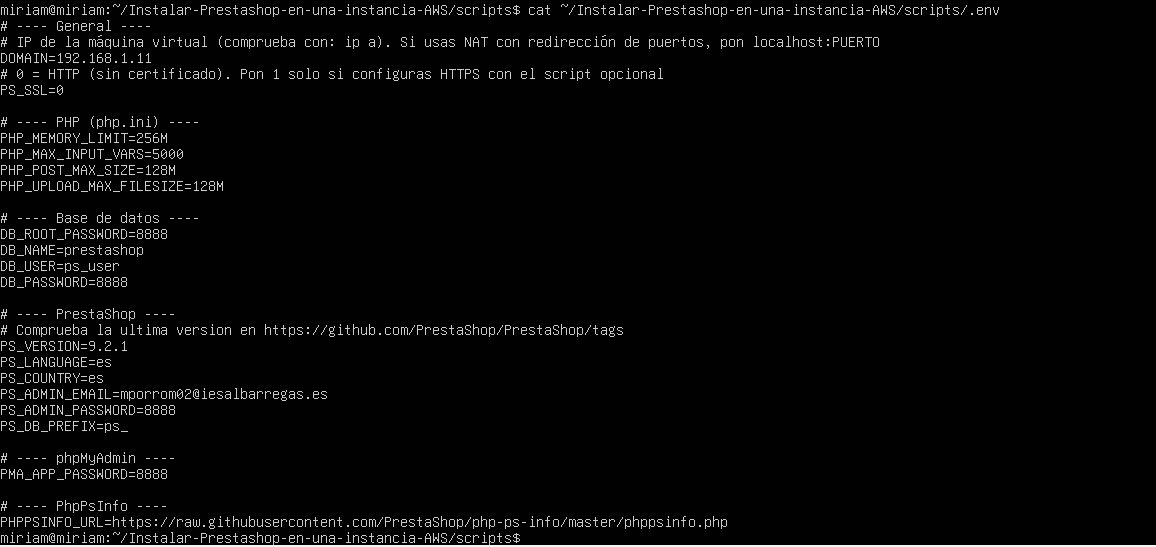 miriam@miriam:~/Instalar-Prestashop-en-una-instancia-AWS/scripts$ cat ~/Instalar-Prestashop-en-una-instancia-AWS/scripts/.env
# ---- General ----
# IP de la máquina virtual (comprueba con: ip a). Si usas NAT con redirección de puertos, pon localhost:PUERTO
DOMAIN=192.168.1.11
# 0 = HTTP (sin certificado). Pon 1 solo si configuras HTTPS con el script opcional
PS_SSL=0
# ---- PHP (php.ini) ----
PHP_MEMORY_LIMIT=256M
PHP_MAX_INPUT_VARS=5000
PHP_POST_MAX_SIZE=128M
PHP_UPLOAD_MAX_FILESIZE=128M
# ---- Base de datos ----
DB_ROOT_PASSWORD=8888
DB_NAME=prestashop
DB_USER=ps_user
DB_PASSWORD=8888
# ---- PrestaShop ----
# Comprueba la ultima version en https://github.com/PrestaShop/PrestaShop/tags
PS_VERSION=9.2.1
PS_LANGUAGE=es
PS_COUNTRY=es
PS_ADMIN_EMAIL=mporrom02@iesalbarregas.es
PS_ADMIN_PASSWORD=8888
PS_DB_PREFIX=ps_
# ---- phpMyAdmin ----
PMA_APP_PASSWORD=8888
# ---- PhpPsInfo ----
PHPPSINFO_URL=https://raw.githubusercontent.com/PrestaShop/php-ps-info/master/phppsinfo.php
miriam@miriam:~/Instalar-Prestashop-en-una-instancia-AWS/scripts$